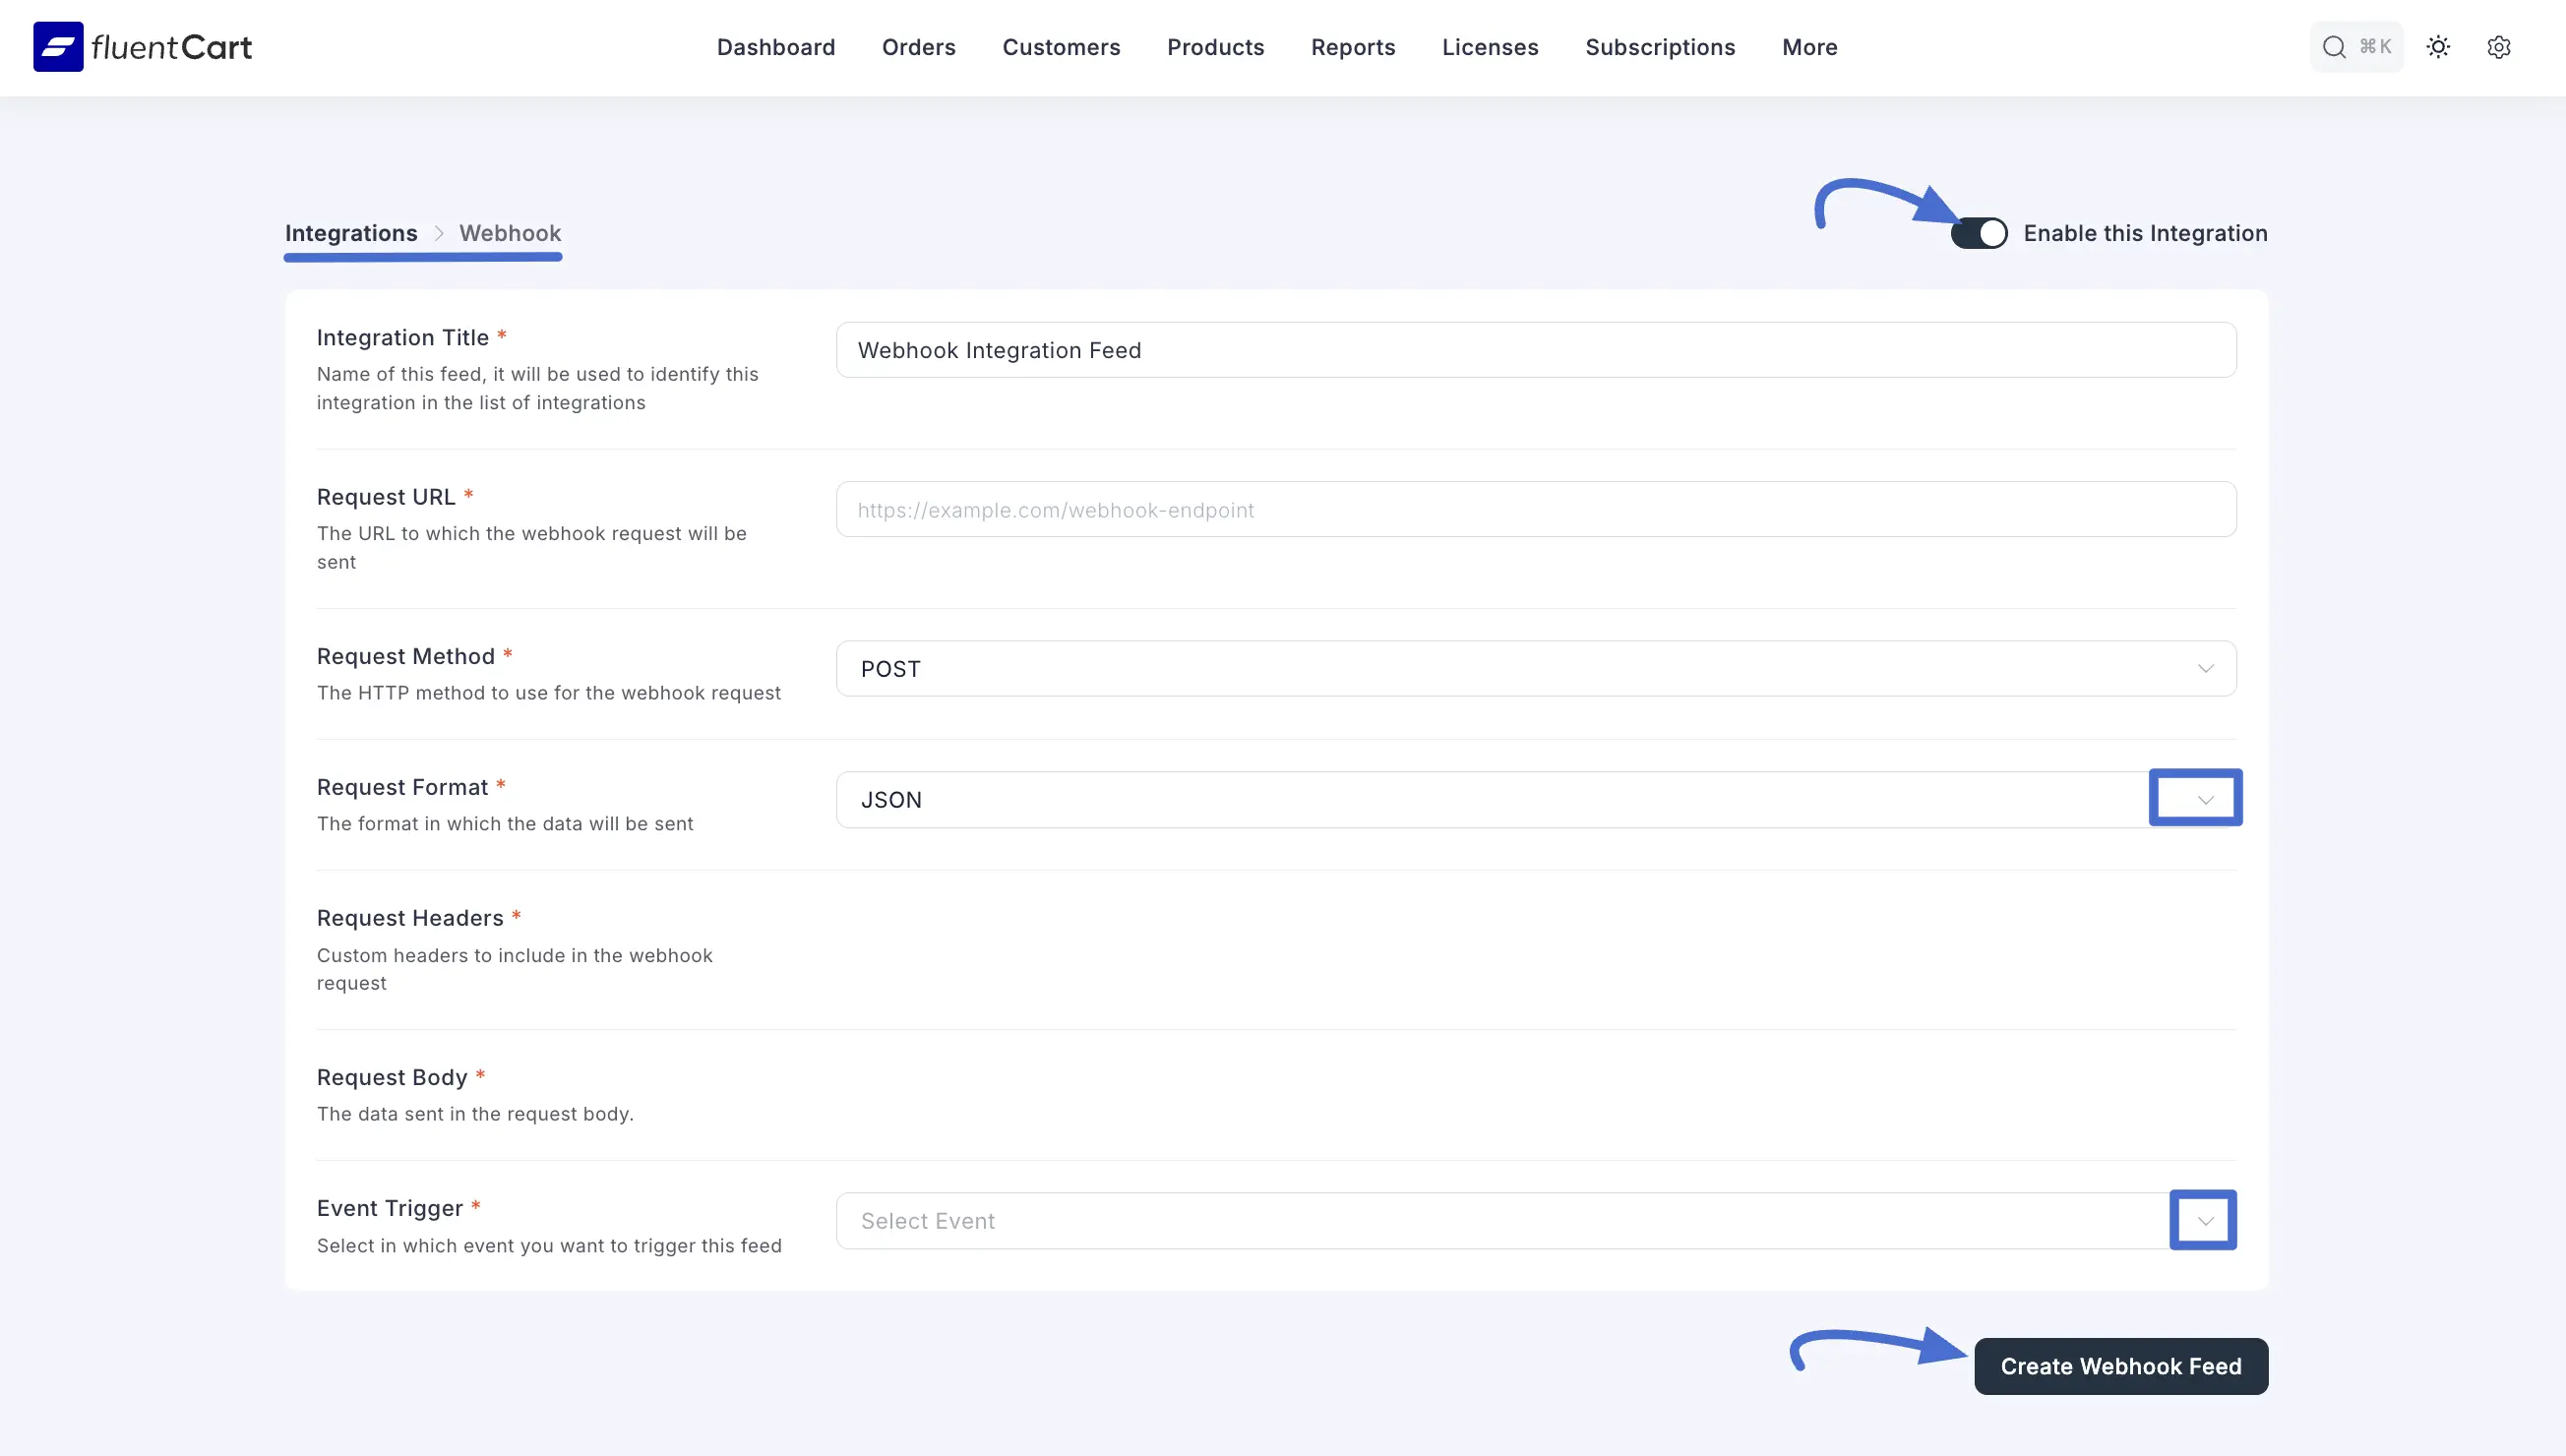 fluentCart
Dashboard Orders Customers Products Reports Licenses Subscriptions More
⌘K
Integrations > Webhook
Enable this Integration
Integration Title *
Webhook Integration Feed
Name of this feed, it will be used to identify this
integration in the list of integrations
Request URL *
https://example.com/webhook-endpoint
The URL to which the webhook request will be
sent
Request Method *
POST
The HTTP method to use for the webhook request
Request Format *
JSON
The format in which the data will be sent
Request Headers *
Custom headers to include in the webhook
request
Request Body *
The data sent in the request body.
Event Trigger *
Select Event
Select in which event you want to trigger this feed
Create Webhook Feed